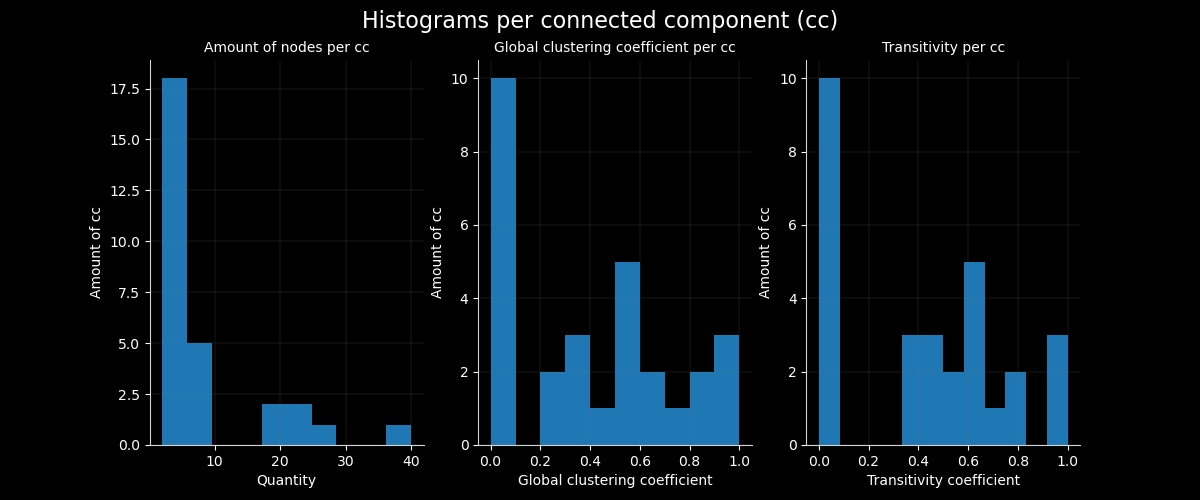 Histograms per connected component (cc)
Amount of nodes per cc
Amount of cc
17.5
15.0
12.5
10.0
7.5
5.0
2.5
0.0
10 20 30 40
Quantity
Global clustering coefficient per cc
Amount of cc
10
8
6
4
2
0
0.0 0.2 0.4 0.6 0.8 1.0
Global clustering coefficient
Transitivity per cc
Amount of cc
10
8
6
4
2
0
0.0 0.2 0.4 0.6 0.8 1.0
Transitivity coefficient